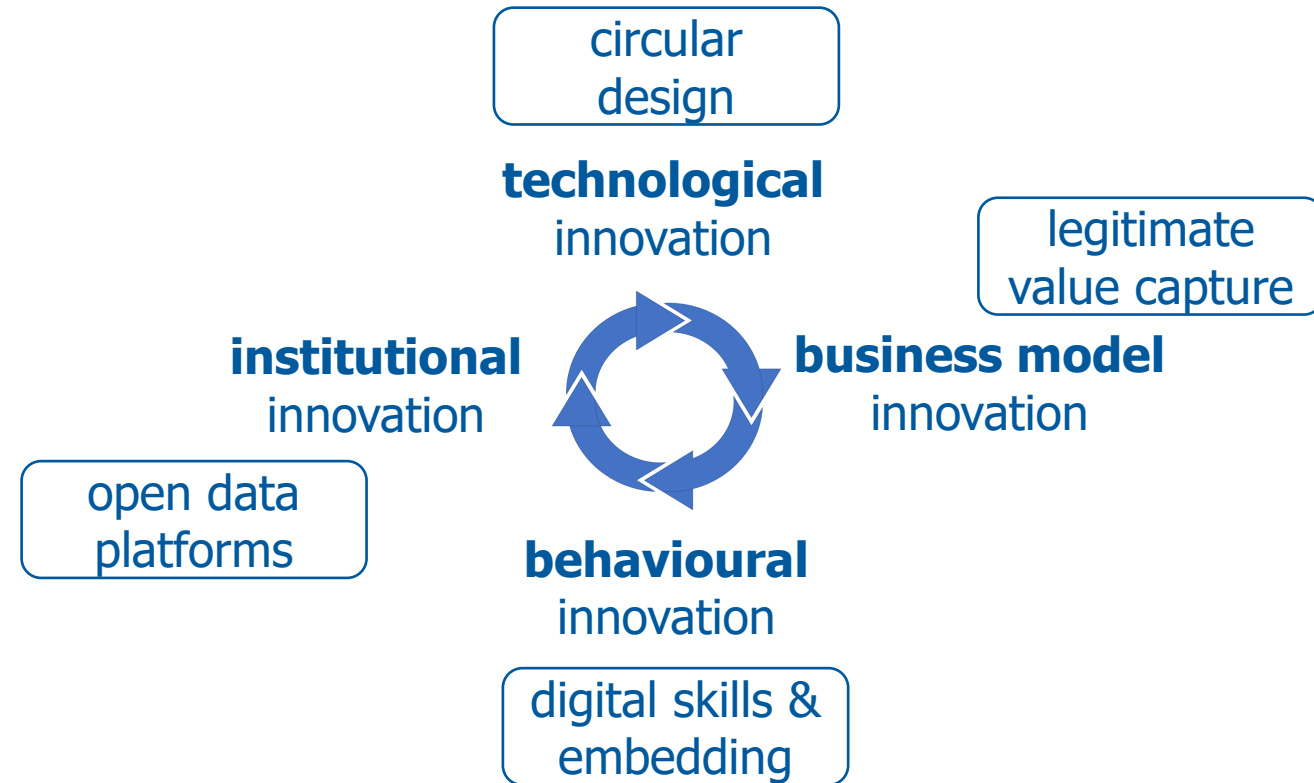 circular
design
technological
innovation
legitimate
value capture
business model
innovation
institutional
innovation
open data
platforms
behavioural
innovation
digital skills &
embedding